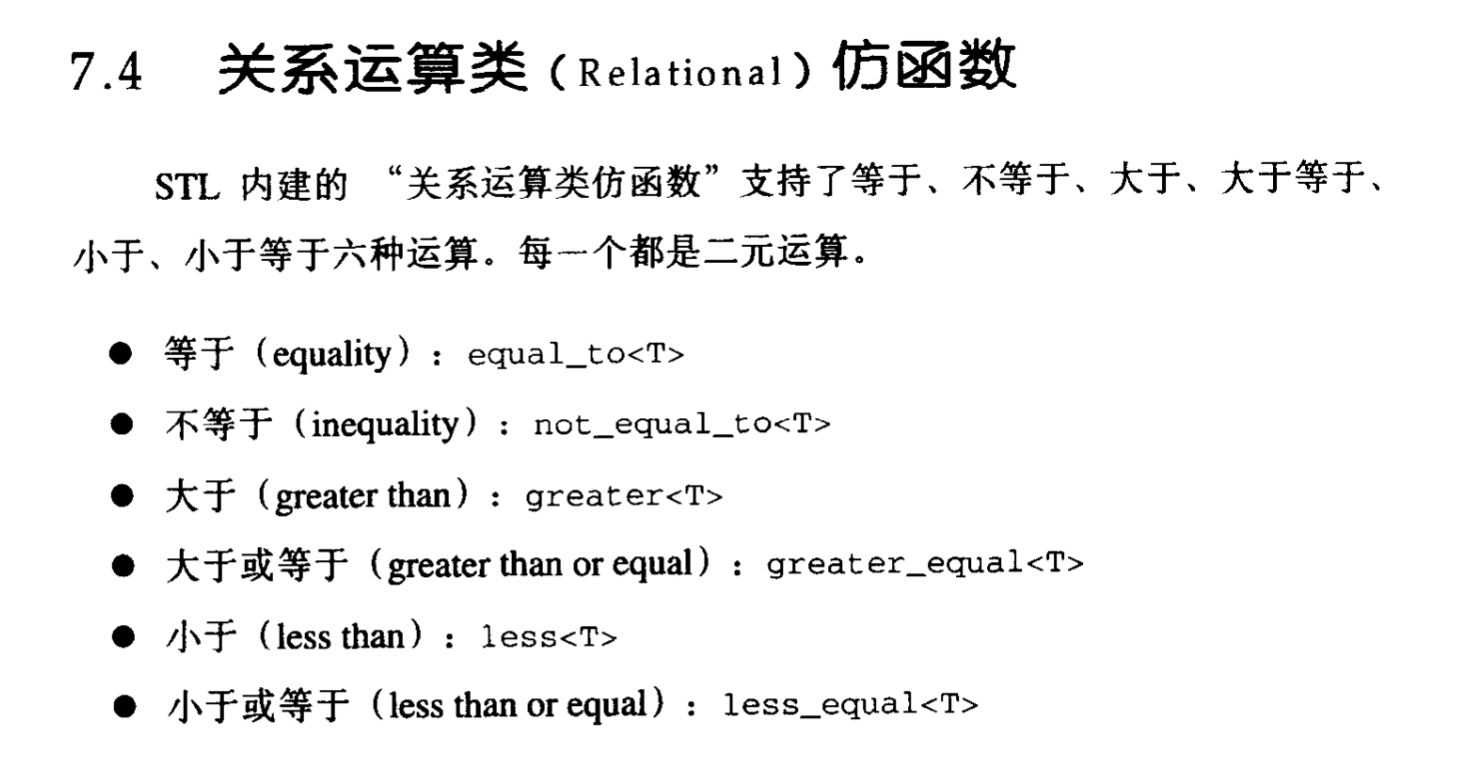 7.4 关系运算类（Relational）仿函数
STL 内建的 “关系运算类仿函数”支持了等于、不等于、大于、大于等于、
小于、小于等于六种运算。每一个都是二元运算。
● 等于（equality）：equal_to<T>
● 不等于（inequality）：not_equal_to<T>
● 大于（greater than）：greater<T>
● 大于或等于（greater than or equal）：greater_equal<T>
● 小于（less than）：less<T>
● 小于或等于（less than or equal）：less_equal<T>